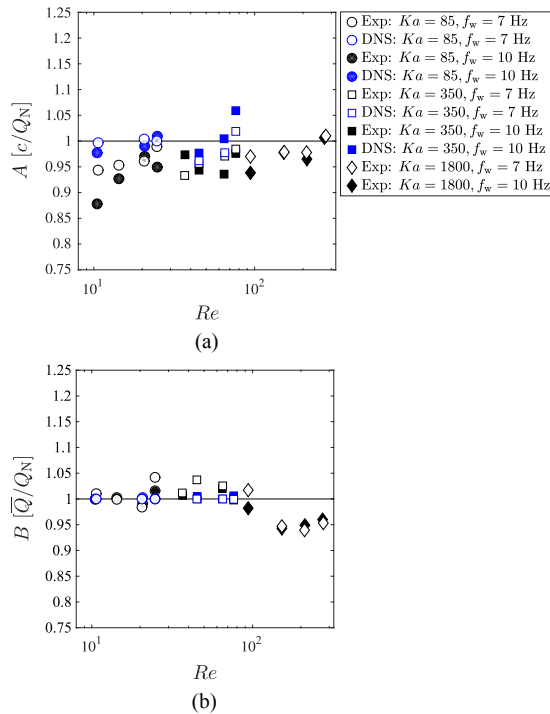 1.25
1.2
1.15
1.1
1.05
1
0.95
0.9
0.85
0.8
0.75
A [c/Q_N]
10^1
10^2
Re
(a)
Exp: Ka = 85, f_w = 7 Hz
DNS: Ka = 85, f_w = 7 Hz
Exp: Ka = 85, f_w = 10 Hz
DNS: Ka = 85, f_w = 10 Hz
Exp: Ka = 350, f_w = 7 Hz
DNS: Ka = 350, f_w = 7 Hz
Exp: Ka = 350, f_w = 10 Hz
DNS: Ka = 350, f_w = 10 Hz
Exp: Ka = 1800, f_w = 7 Hz
Exp: Ka = 1800, f_w = 10 Hz
1.25
1.2
1.15
1.1
1.05
1
0.95
0.9
0.85
0.8
0.75
B [Q̅/Q_N]
10^1
10^2
Re
(b)